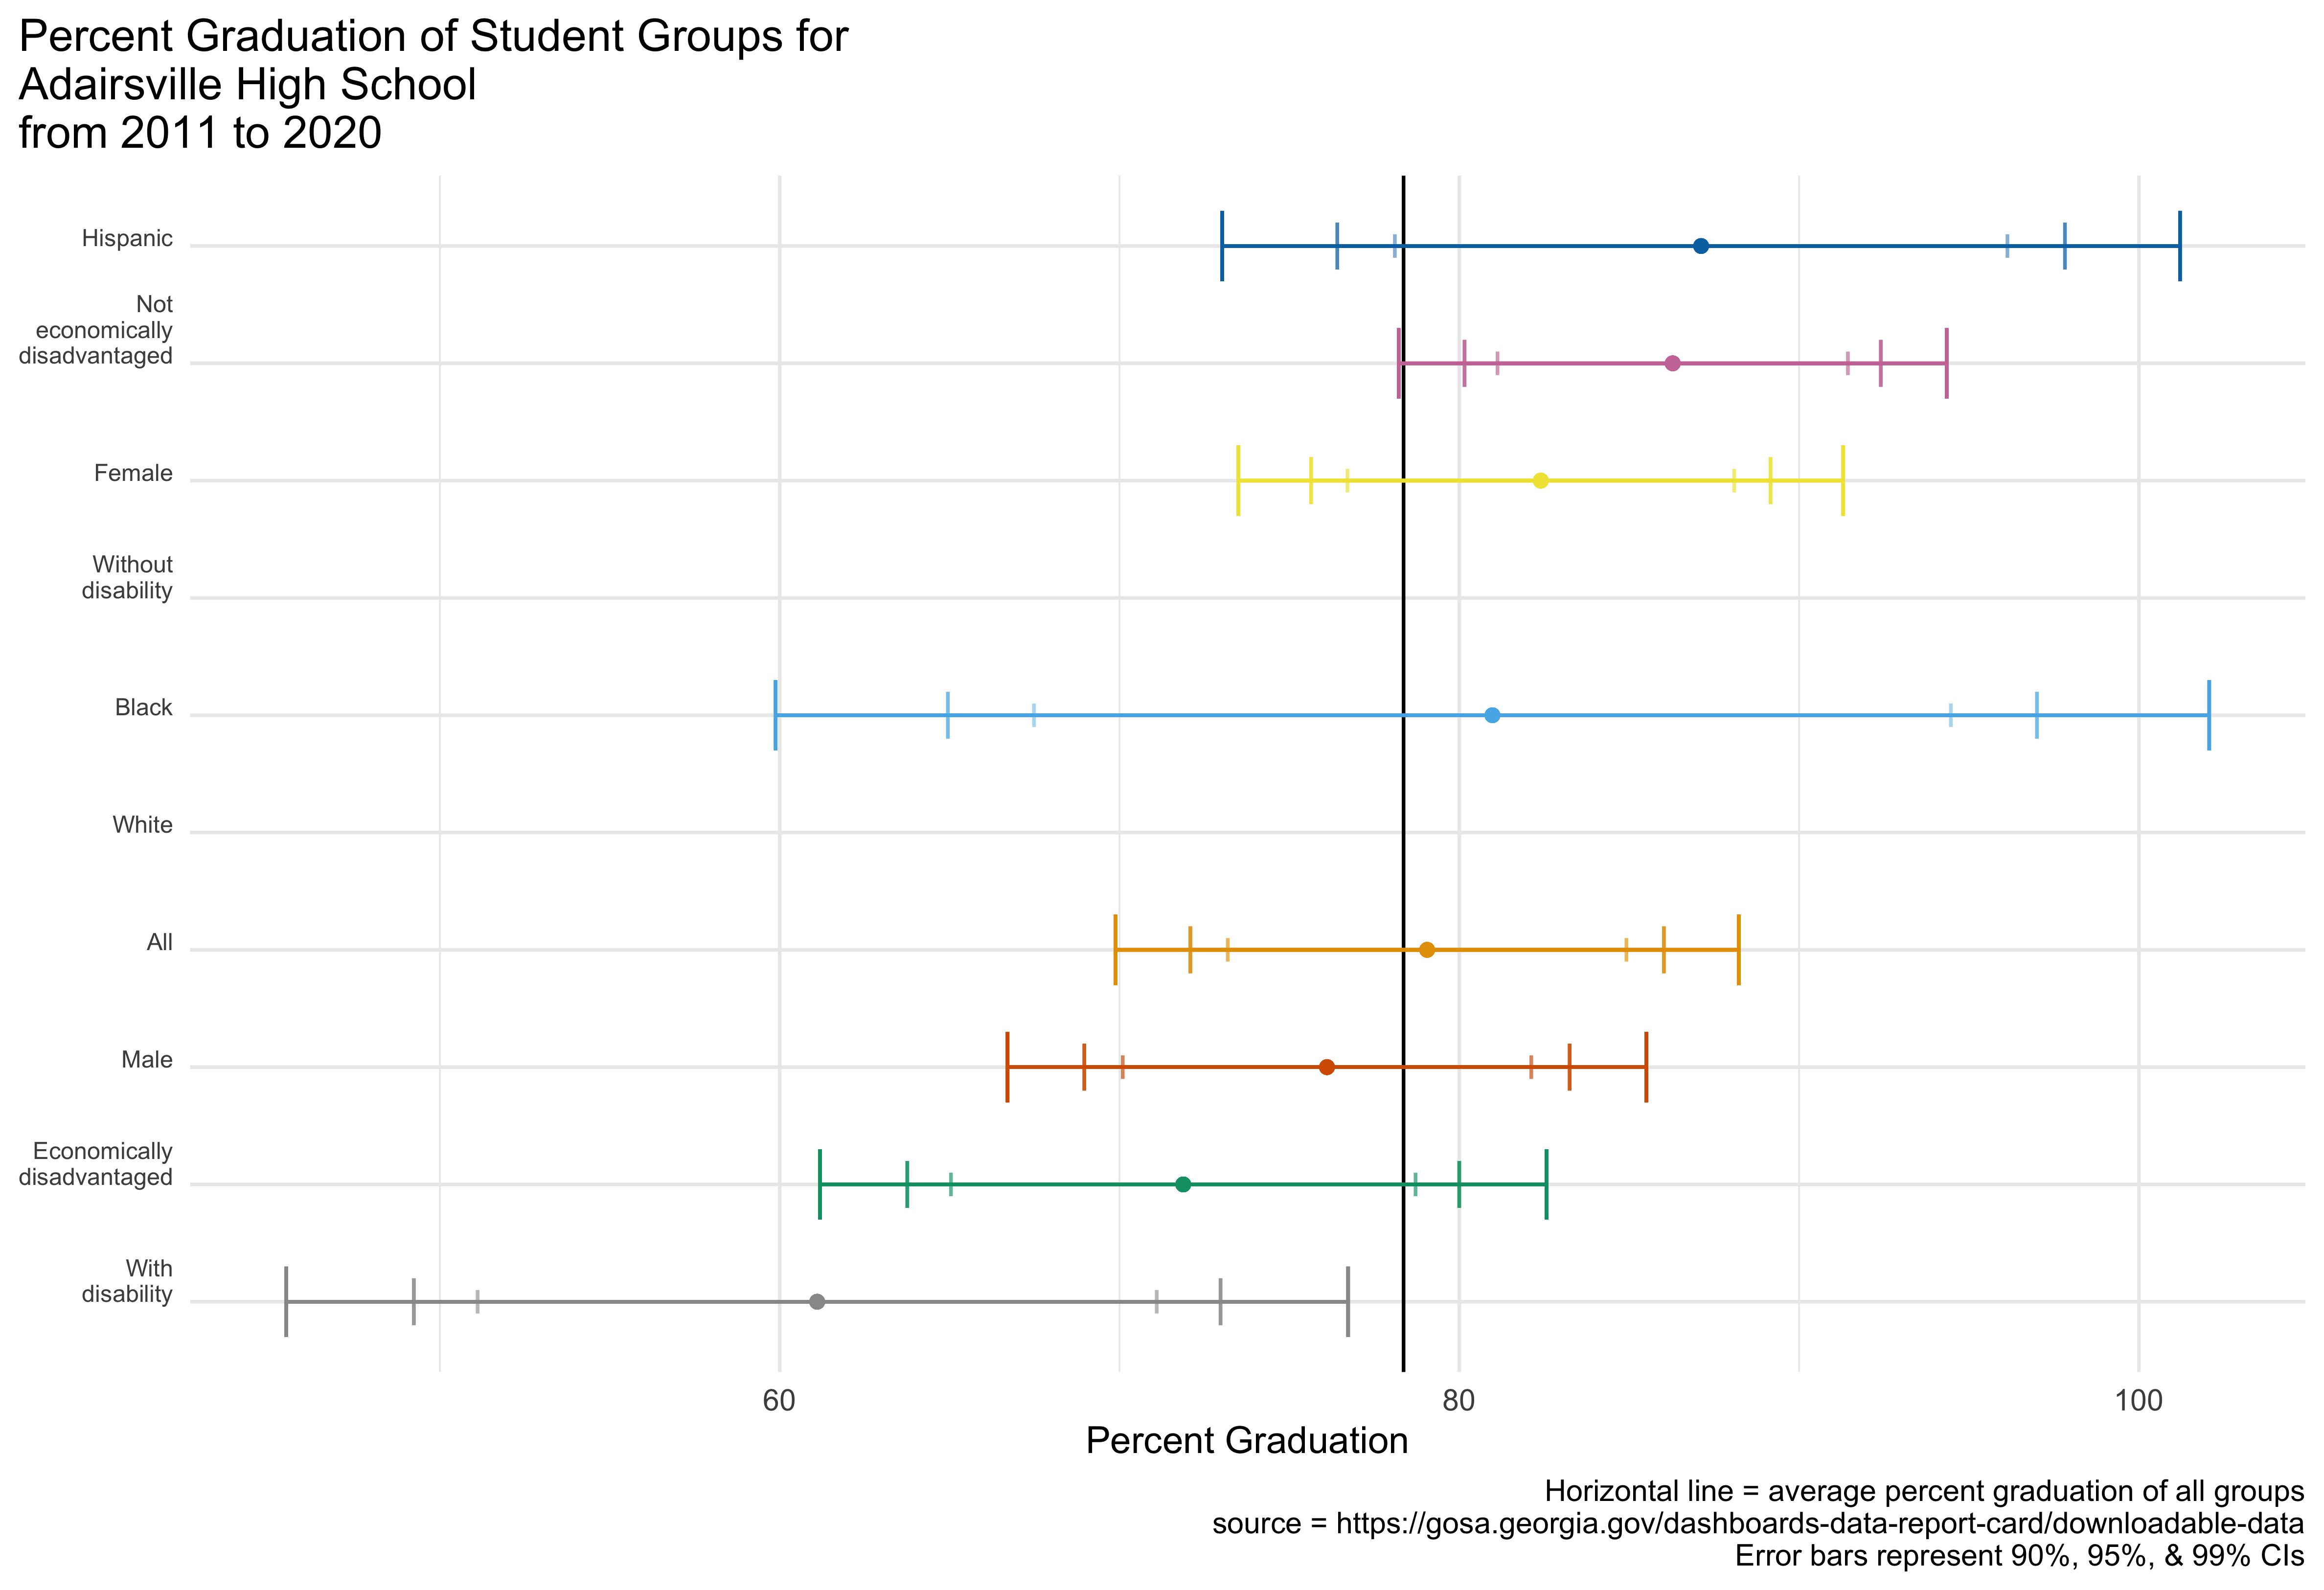 Percent Graduation of Student Groups for
Adairsville High School
from 2011 to 2020
Hispanic
Not
economically
disadvantaged
Female
Without
disability
Black
White
All
Male
Economically
disadvantaged
With
disability
60
80
100
Percent Graduation
Horizontal line = average percent graduation of all groups
source = https://gosa.georgia.gov/dashboards-data-report-card/downloadable-data
Error bars represent 90%, 95%, & 99% CIs